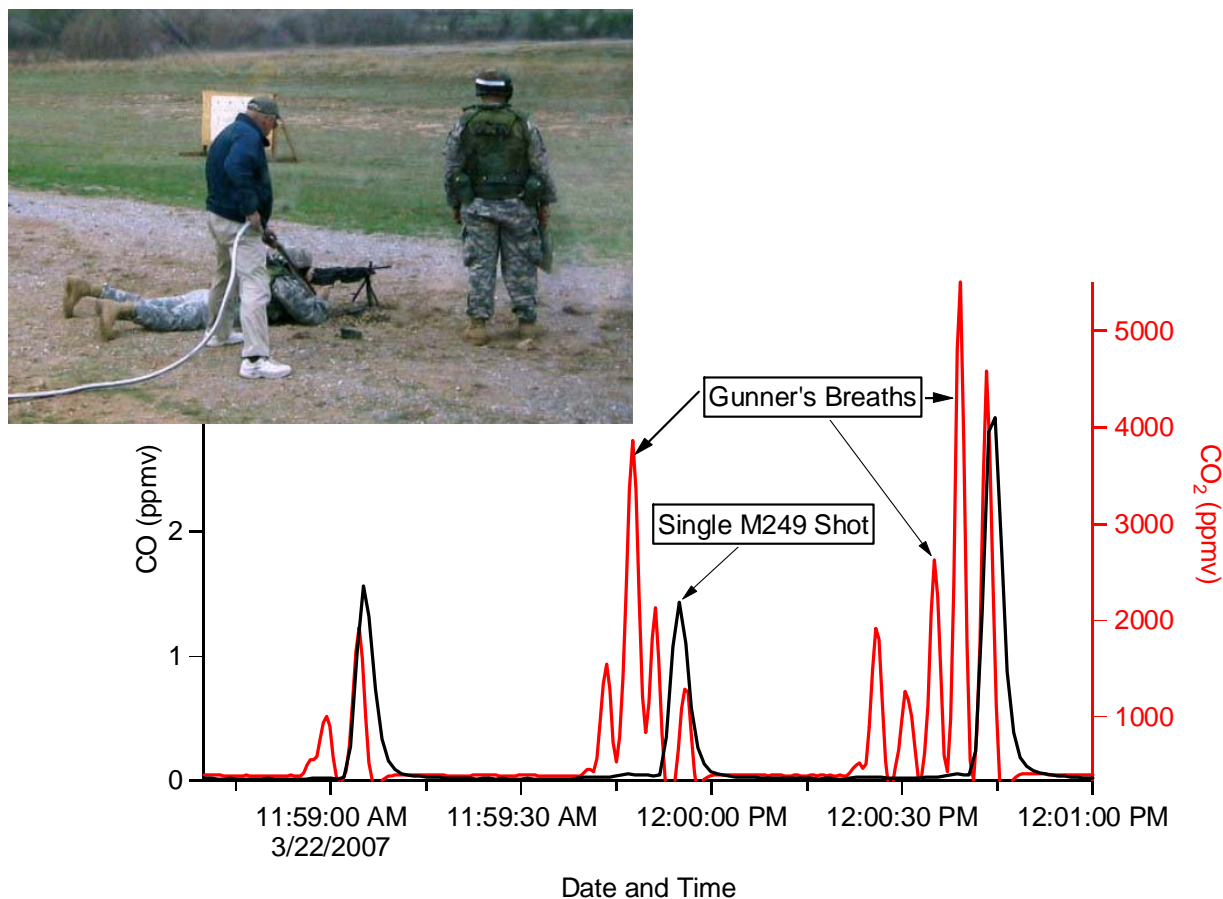 Gunner's Breaths
Single M249 Shot
CO (ppmv)
2
1
0
5000
4000
3000
2000
1000
CO₂ (ppmv)
11:59:00 AM
3/22/2007
11:59:30 AM
12:00:00 PM
12:00:30 PM
12:01:00 PM
Date and Time